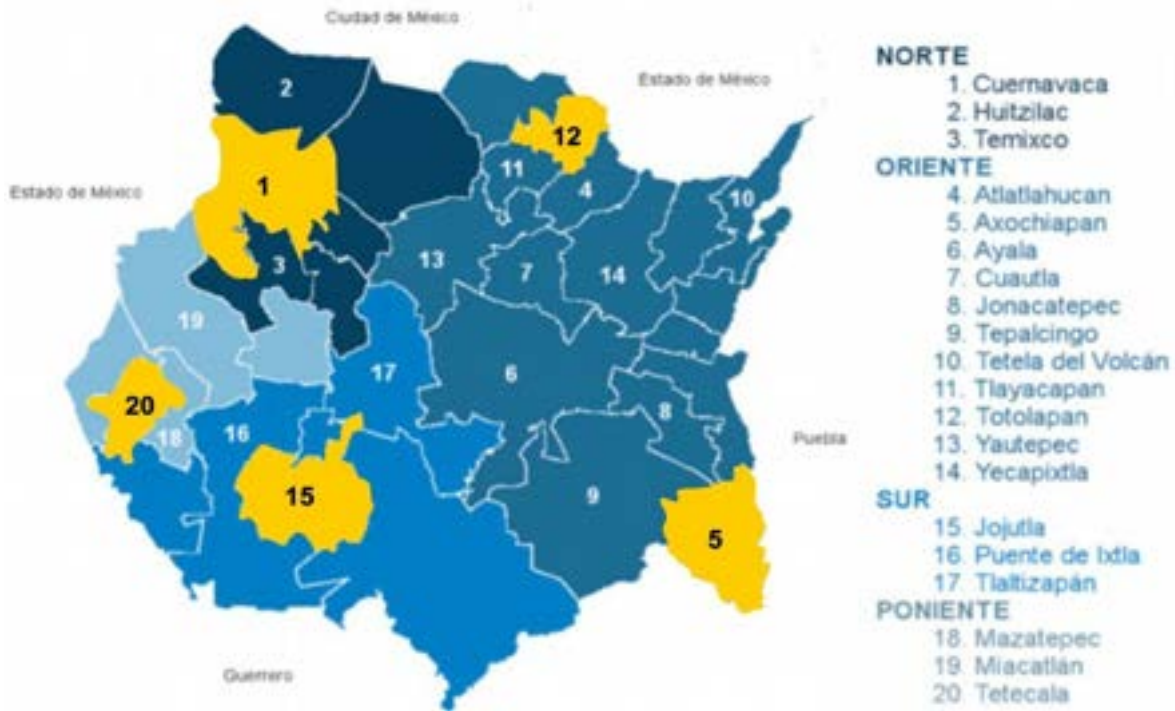 Ciudad de México
Estado de México
Estado de México
Puebla
Guerrero
2
12
1
11
4
10
3
13
7
14
19
17
6
20
16
18
8
15
9
5
NORTE
1. Cuernavaca
2. Huitzilac
3. Temixco
ORIENTE
4. Atlatlahucan
5. Axochiapan
6. Ayala
7. Cuautla
8. Jonacatepec
9. Tepalcingo
10. Tetela del Volcán
11. Tlayacapan
12. Totolapan
13. Yautepec
14. Yecapixtla
SUR
15. Jojutla
16. Puente de Ixtla
17. Tlaltizapán
PONIENTE
18. Mazatepec
19. Miacatlán
20. Tetecala